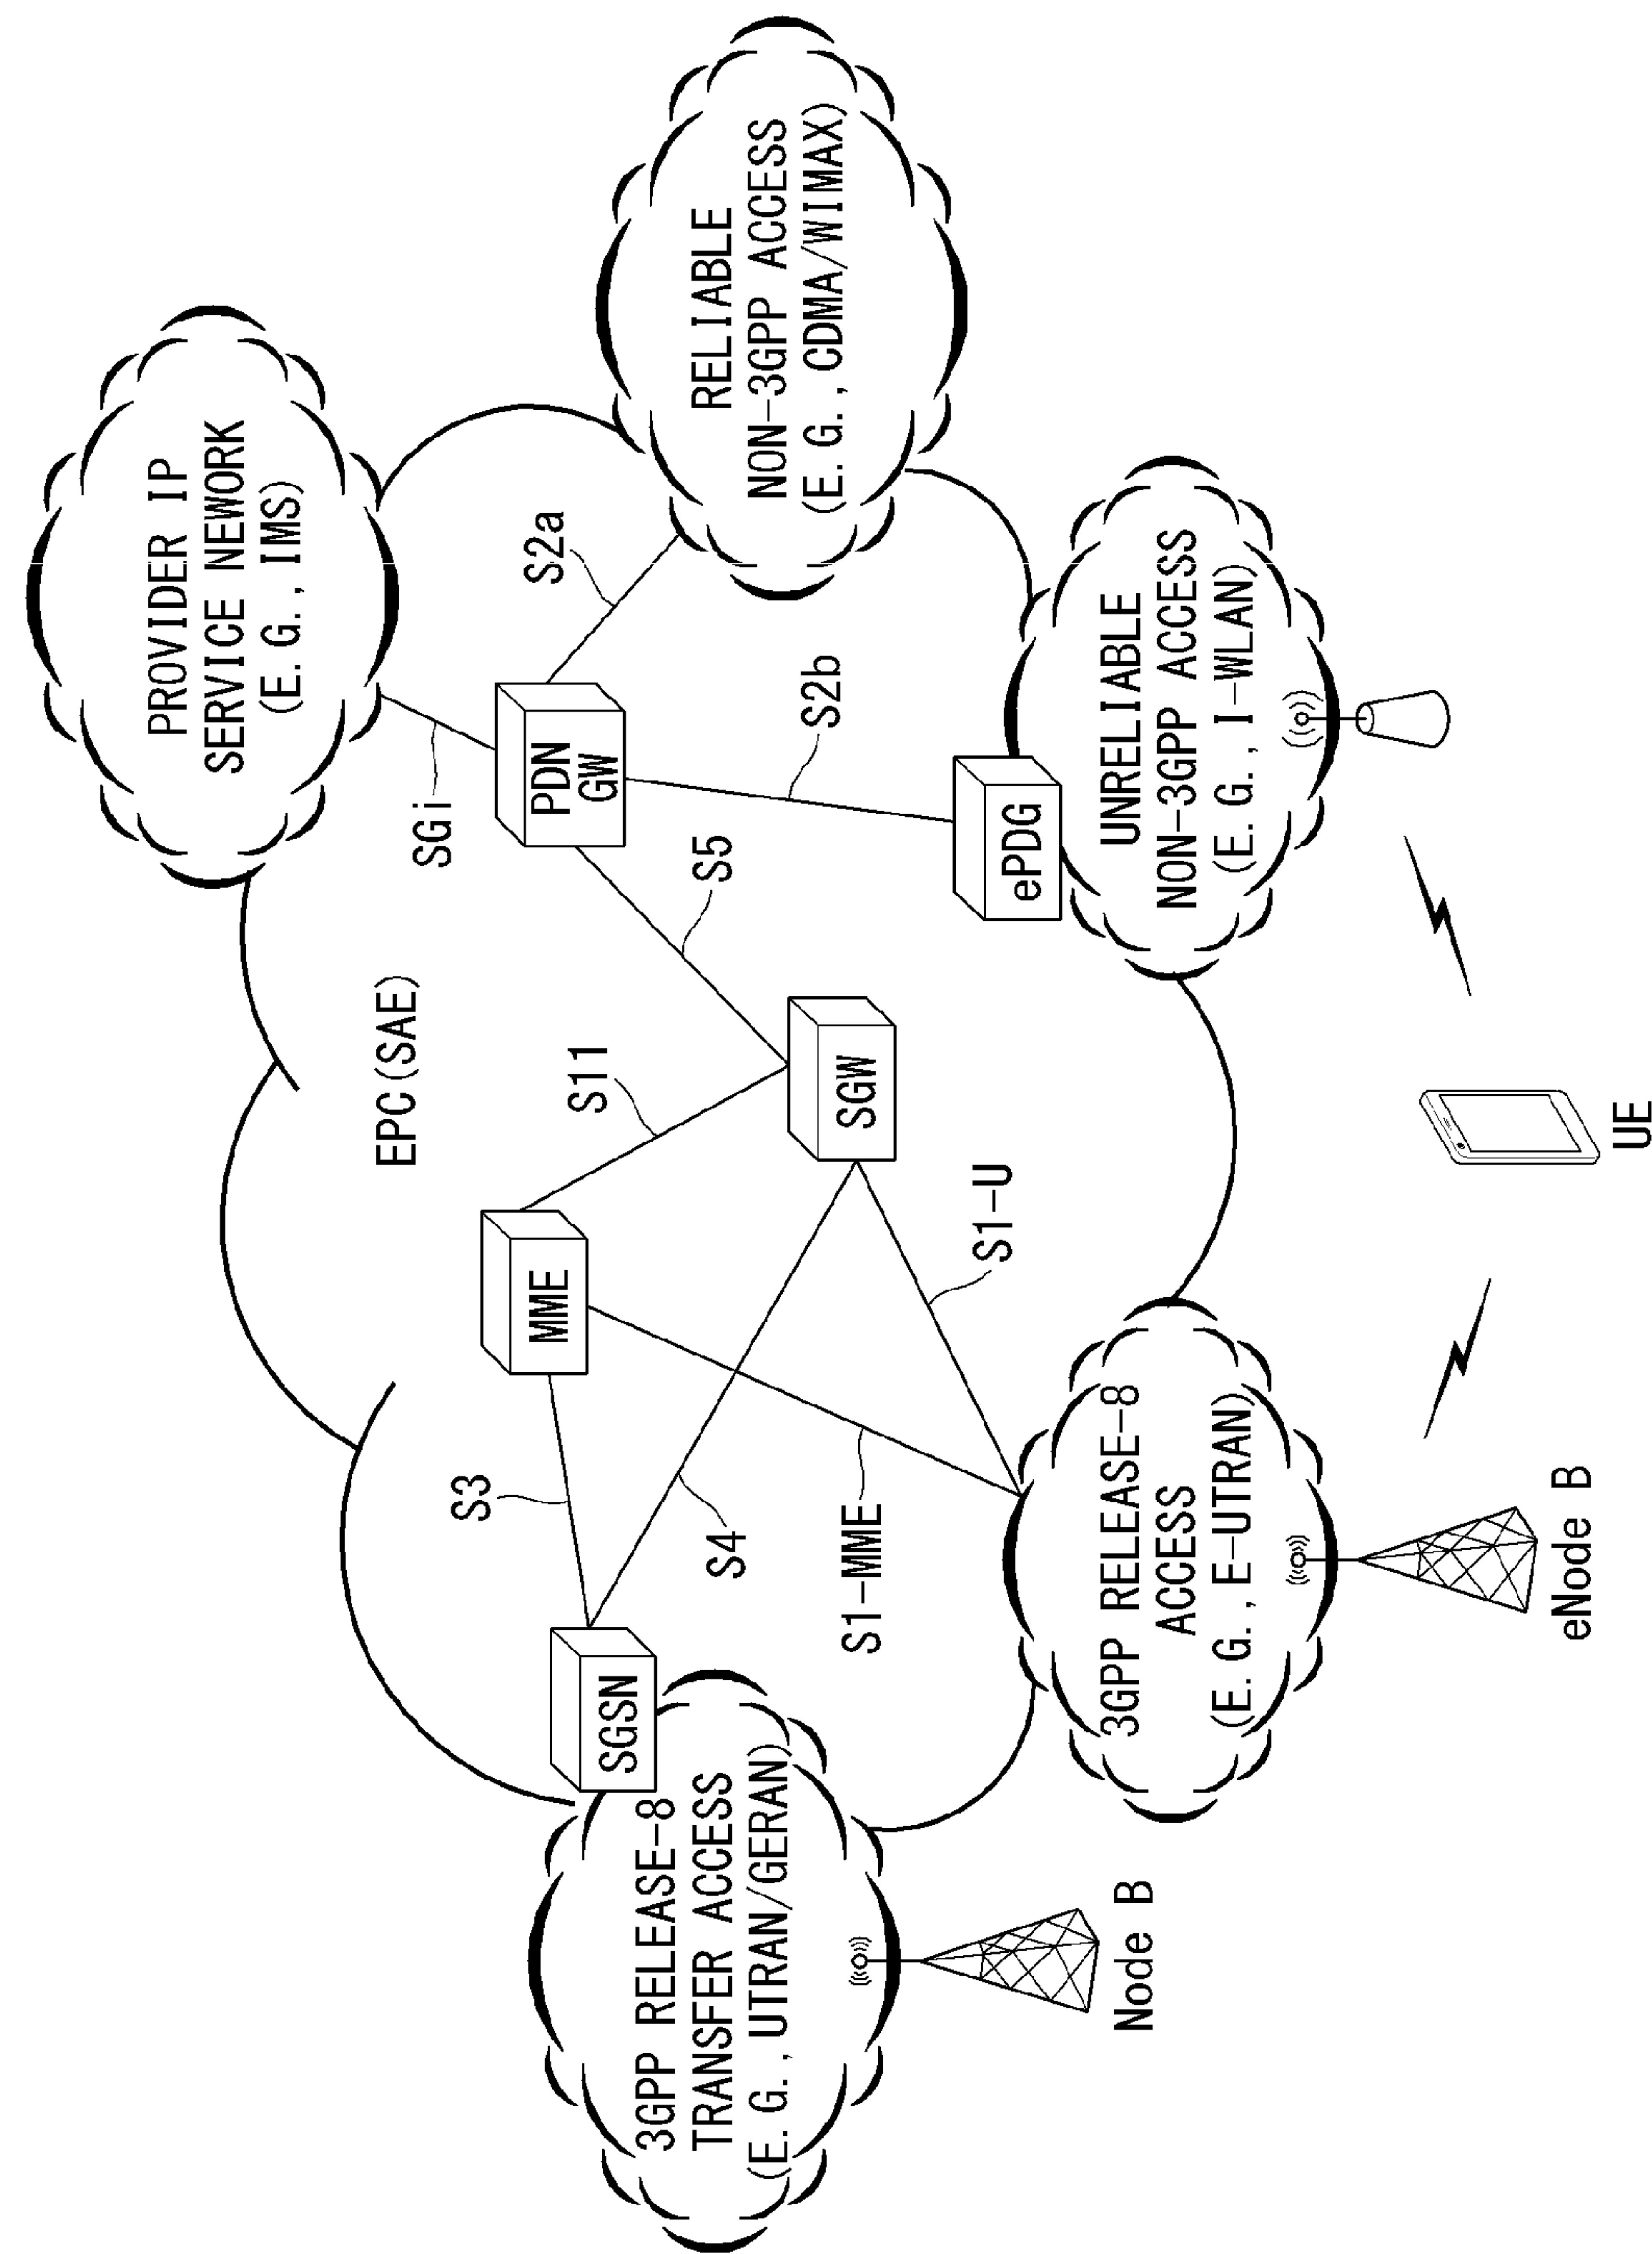 PROVIDER IP
SERVICE NEWORK
(E.G.,IMS)
EPC(SAE)
SGi
S2a
PDN
GW
RELIABLE
NON-3GPP ACCESS
(E.G.,CDMA/WIMAX)
S3
MME
S11
S5
S2b
SGSN
S4
SGW
3GPP RELEASE-8
TRANSFER ACCESS
(E.G.,UTRAN/GERAN)
S1-MME
S1-U
ePDG
Node B
3GPP RELEASE-8
ACCESS
(E.G.,E-UTRAN)
UNRELIABLE
NON-3GPP ACCESS
(E.G.,I-WLAN)
eNode B
UE